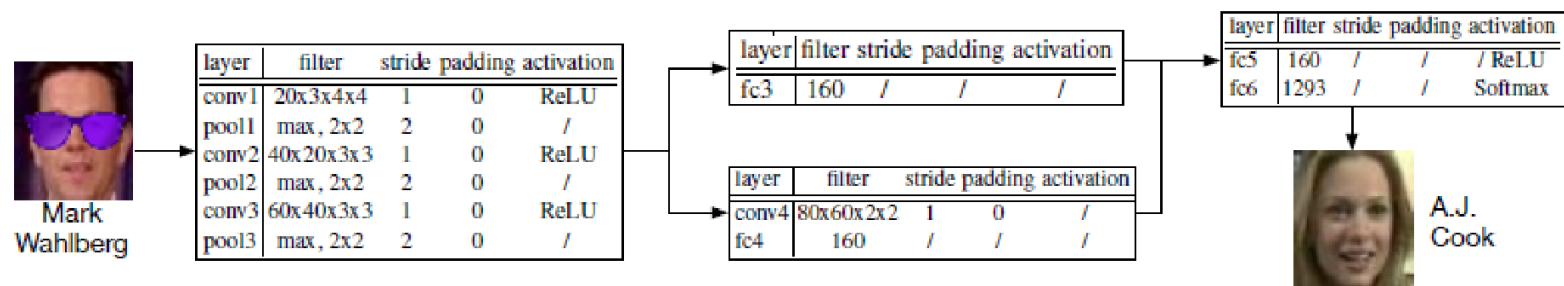 Mark
Wahlberg
layer filter stride padding activation
conv1 20x3x4x4 1 0 ReLU
pool1 max, 2x2 2 0 /
conv2 40x20x3x3 1 0 ReLU
pool2 max, 2x2 2 0 /
conv3 60x40x3x3 1 0 ReLU
pool3 max, 2x2 2 0 /
layer filter stride padding activation
fc3 160 / / /
layer filter stride padding activation
conv4 80x60x2x2 1 0 /
fc4 160 / / /
layer filter stride padding activation
fc5 160 / / / ReLU
fc6 1293 / / Softmax
A.J.
Cook